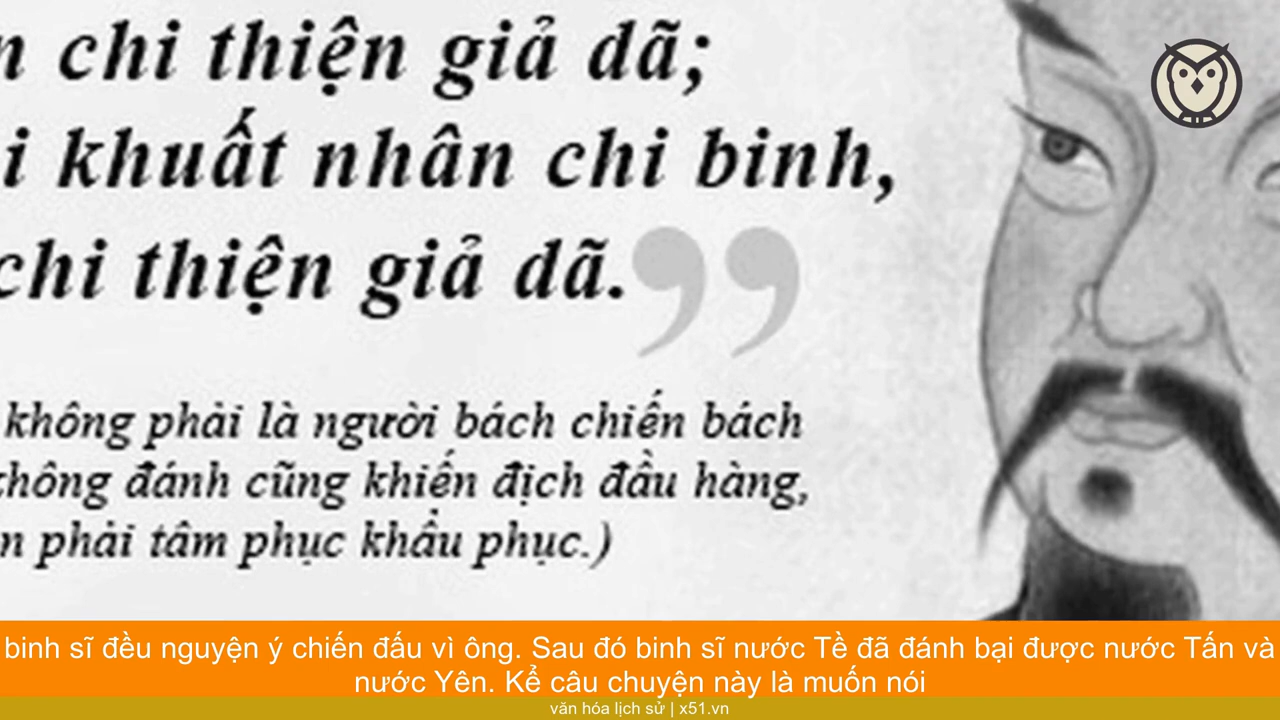 chi thiện giả dã;
khuất nhân chi binh,
chi thiện giả dã.”
không phải là người bách chiến bách
không đánh cũng khiến địch đầu hàng,
phải tâm phục khẩu phục.)
binh sĩ đều nguyện ý chiến đấu vì ông. Sau đó binh sĩ nước Tề đã đánh bại được nước Tấn và
nước Yên. Kể câu chuyện này là muốn nói
văn hóa lịch sử | x51.vn